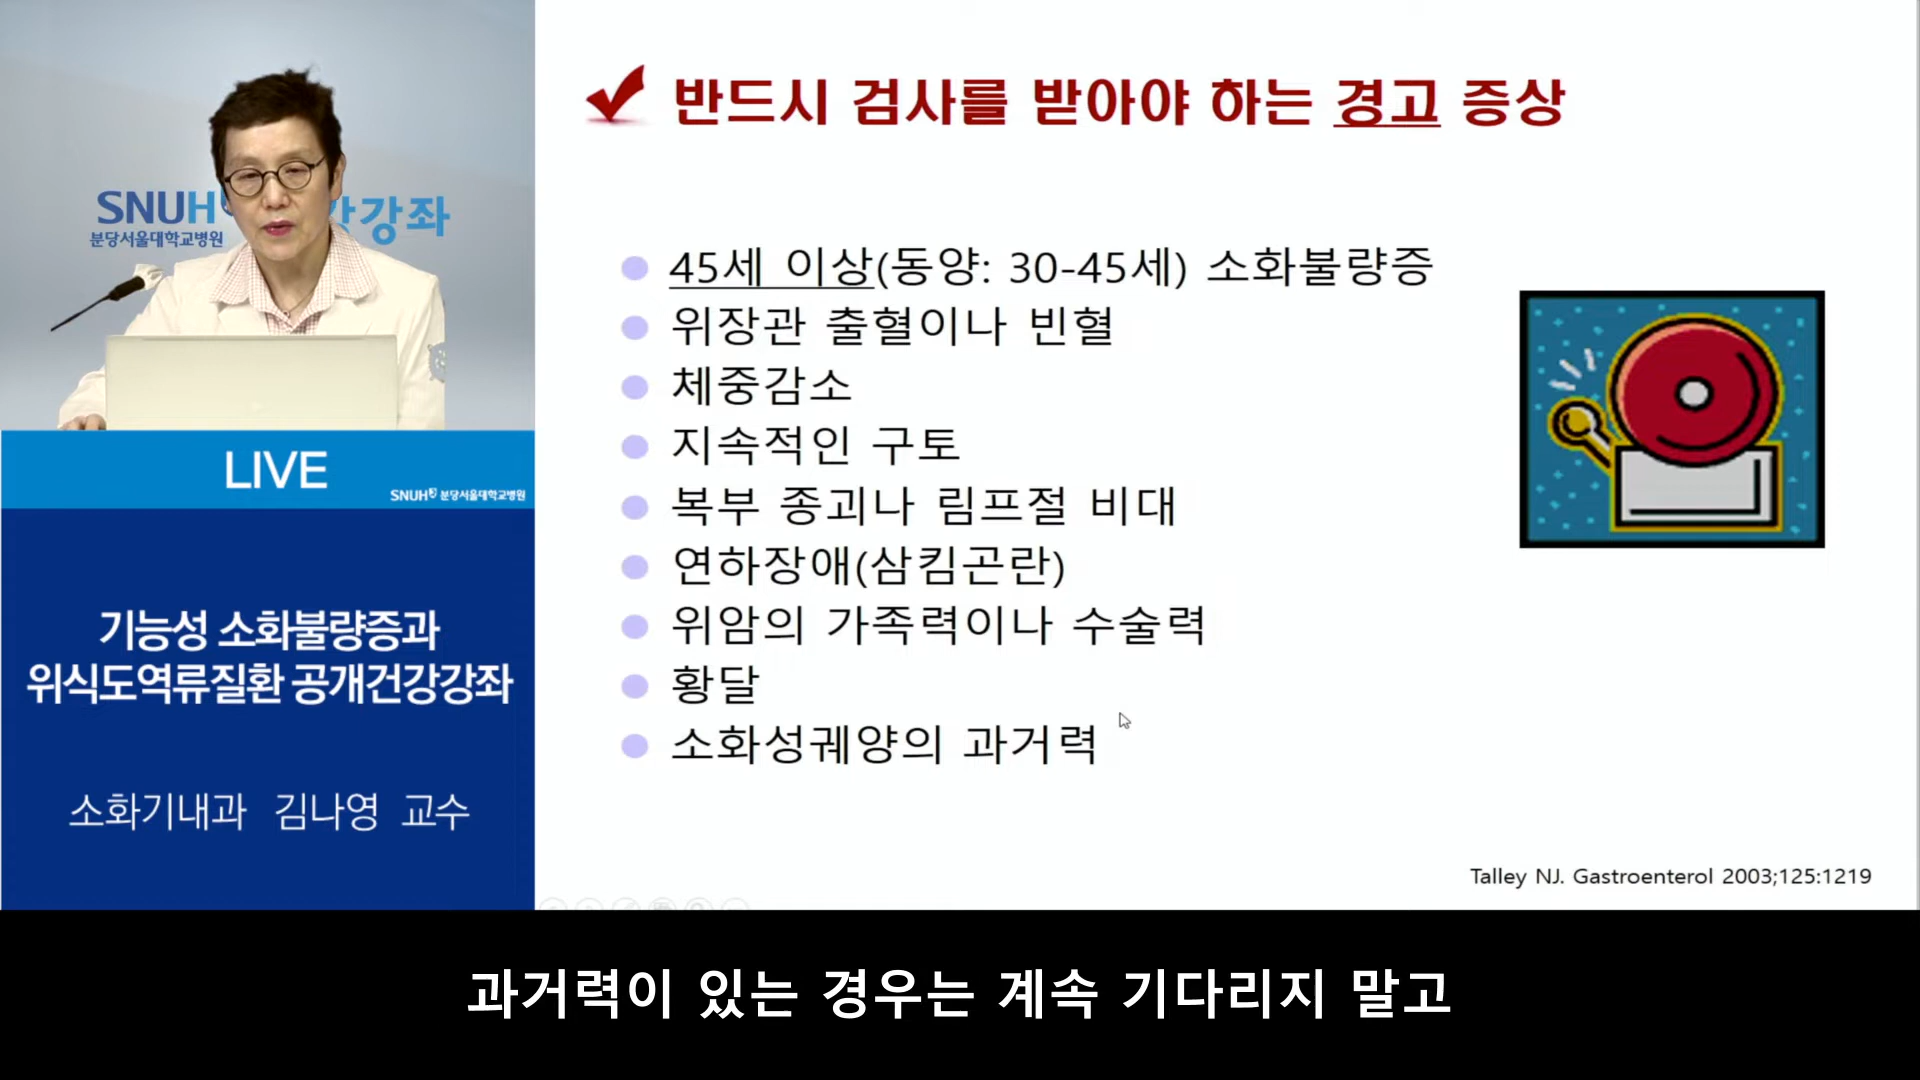 SNUH
분당서울대학교병원
강강좌
LIVE
SNUH 분당서울대학교병원
기능성 소화불량증과
위식도역류질환 공개건강강좌
소화기내과 김나영 교수
반드시 검사를 받아야 하는 경고 증상
45세 이상(동양: 30-45세) 소화불량증
위장관 출혈이나 빈혈
체중감소
지속적인 구토
복부 종괴나 림프절 비대
연하장애(삼킴곤란)
위암의 가족력이나 수술력
황달
소화성궤양의 과거력
Talley NJ. Gastroenterol 2003;125:1219
과거력이 있는 경우는 계속 기다리지 말고